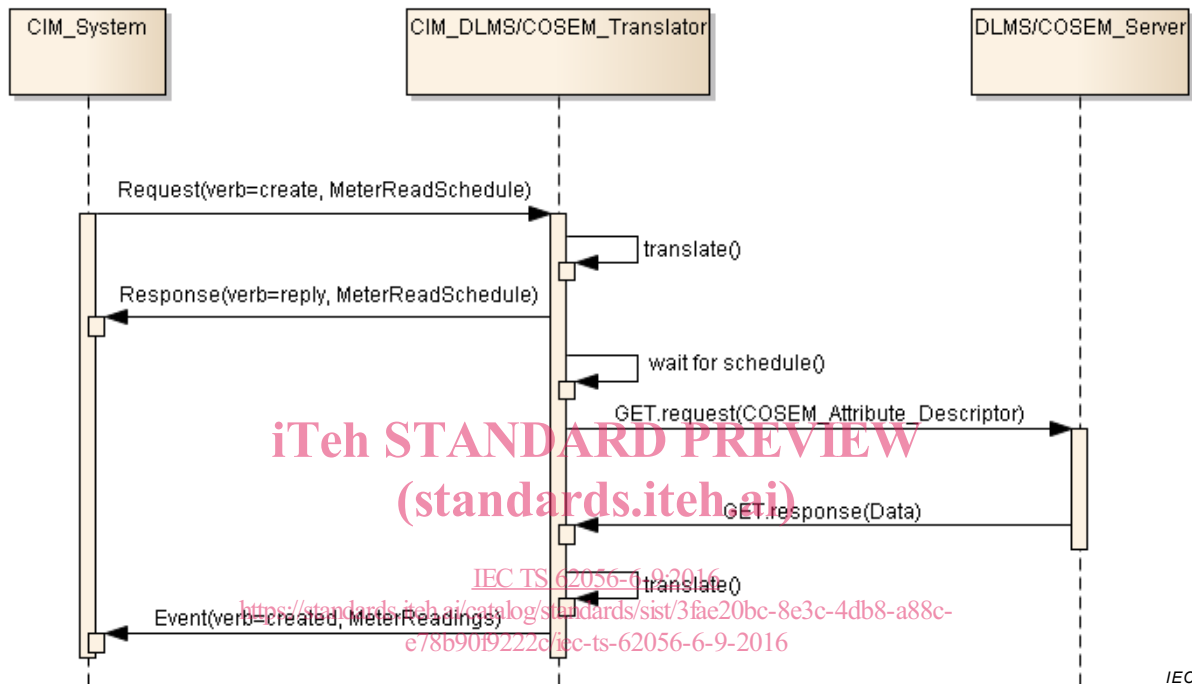 CIM_System
CIM_DLMS/COSEM_Translator
DLMS/COSEM_Server
Request(verb=create, MeterReadSchedule)
translate()
Response(verb=reply, MeterReadSchedule)
wait for schedule()
GET.request(COSEM_Attribute_Descriptor)
iTeh STANDARD PREVIEW
(standards.iteh.ai)
GET.response(Data)
IEC TS 62056-6-9:2016
translate()
https://standards.iteh.ai/catalog/standards/sist/3fae20bc-8e3c-4db8-a88c-
Event(verb=created, MeterReadings)
e78b90f9222c/iec-ts-62056-6-9-2016
IEC